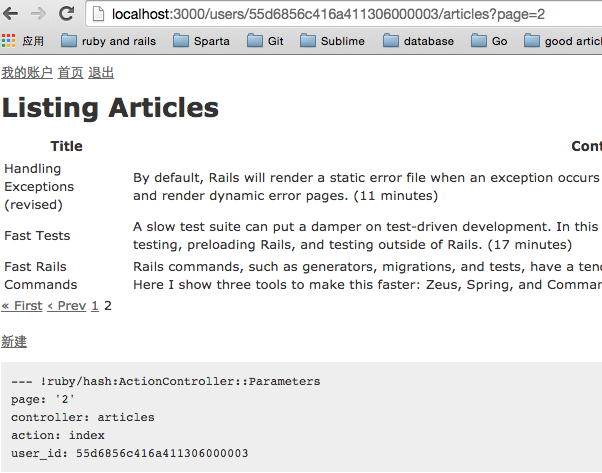 localhost:3000/users/55d6856c416a411306000003/articles?page=2
应用 ruby and rails Sparta Git Sublime database Go good artic
我的账户 首页 退出
Listing Articles
Title Cont
Handling
Exceptions
(revised)
By default, Rails will render a static error file when an exception occurs
and render dynamic error pages. (11 minutes)
Fast Tests
A slow test suite can put a damper on test-driven development. In this
testing, preloading Rails, and testing outside of Rails. (17 minutes)
Fast Rails
Commands
Rails commands, such as generators, migrations, and tests, have a tend
Here I show three tools to make this faster: Zeus, Spring, and Comman
« First ‹ Prev 1 2
新建
--- !ruby/hash:ActionController::Parameters
page: '2'
controller: articles
action: index
user_id: 55d6856c416a411306000003